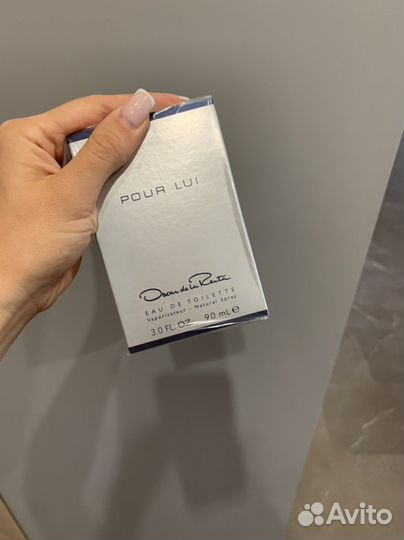 POUR LUI
Oscar de la Renta
EAU DE TOILETTE
Vaporisateur - Natural Spray
3.0 FL.OZ. 90 mL e
Avito